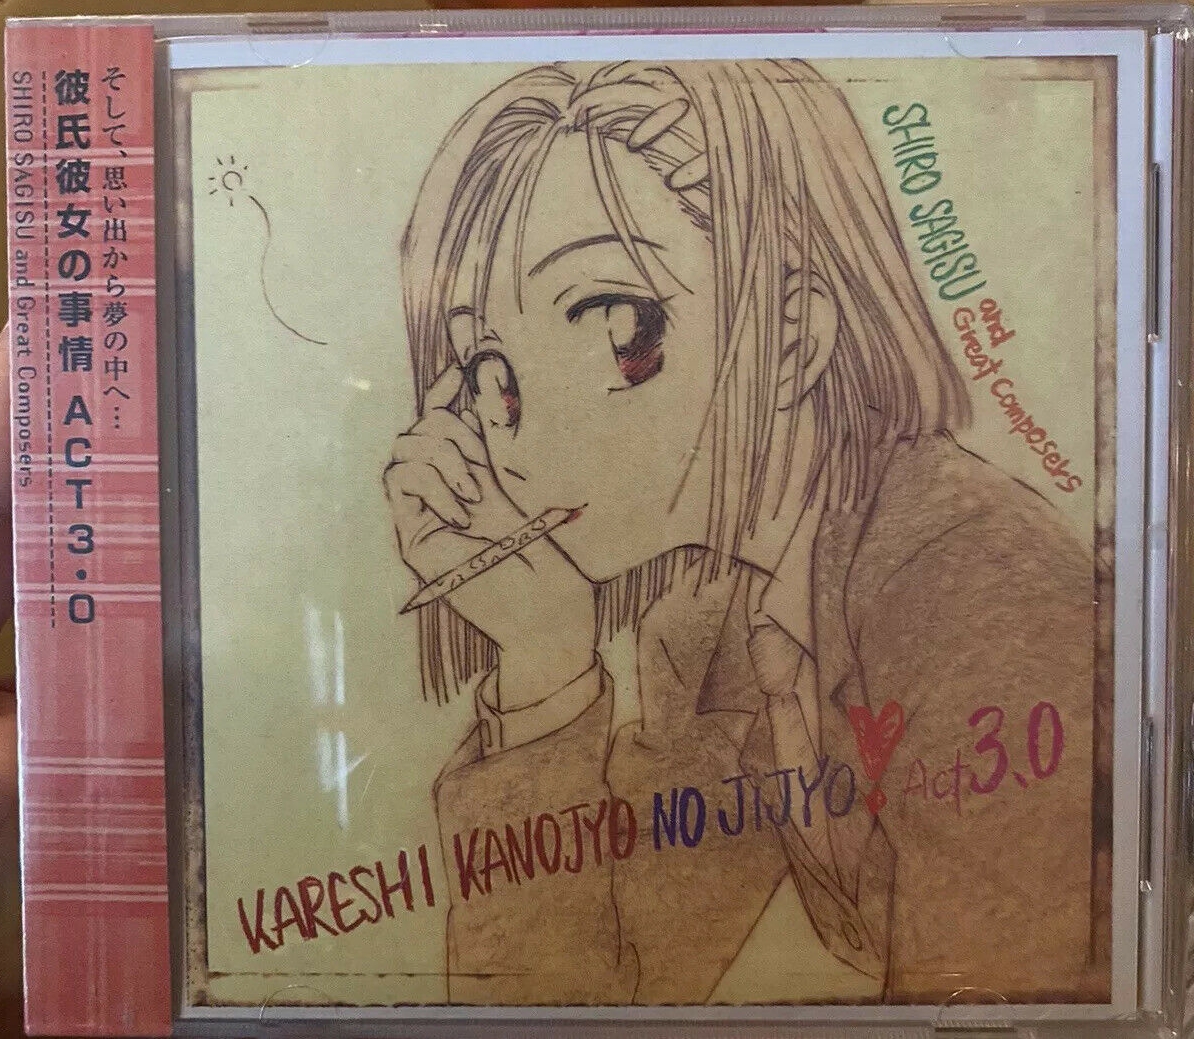 そして、思い出から夢の中へ…
彼氏彼女の事情 ACT3.0
SHIRO SAGISU and Great Composers
SHIRO SAGISU
and
Great Composers
KARESHI KANOJYO NO JIJYO Act 3.0